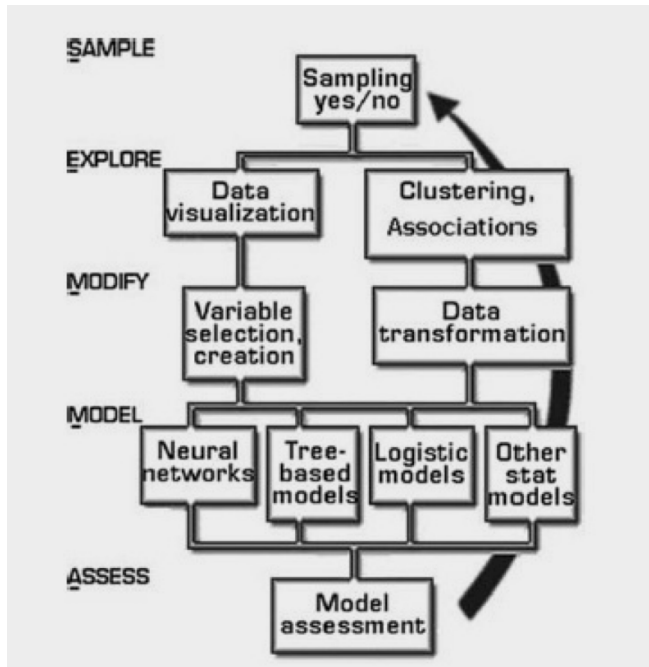 SAMPLE
Sampling
yes/no
EXPLORE
Data
visualization
Clustering,
Associations
MODIFY
Variable
selection,
creation
Data
transformation
MODEL
Neural
networks
Tree-
based
models
Logistic
models
Other
stat
models
ASSESS
Model
assessment